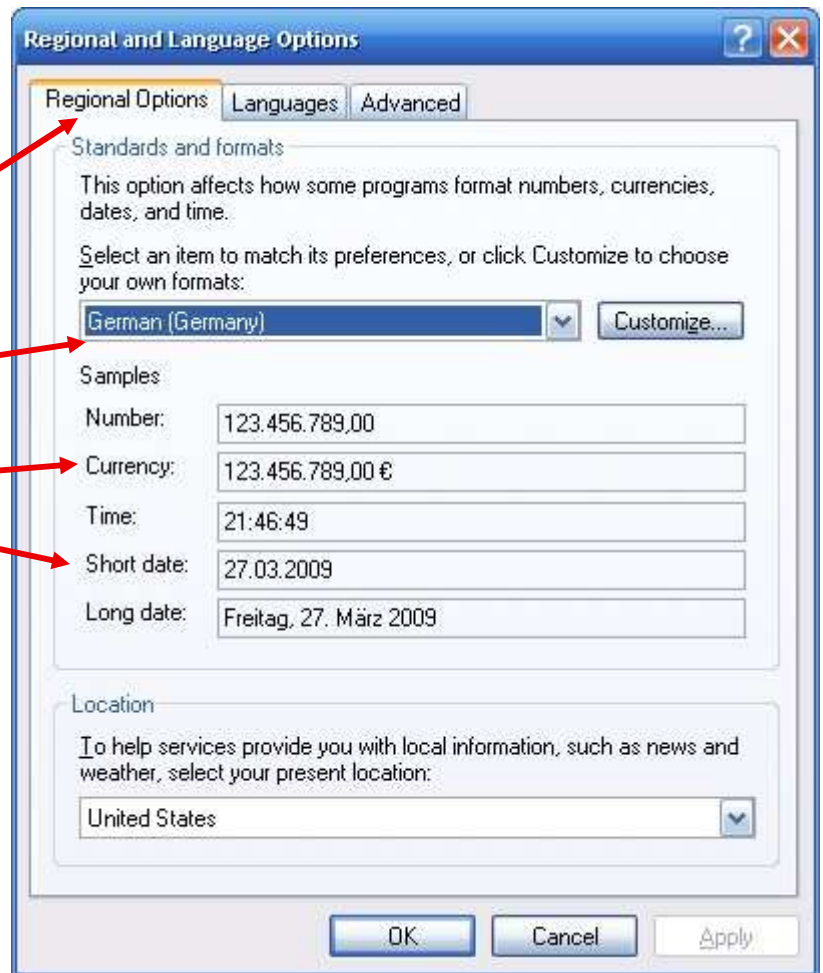 Regional and Language Options
Regional Options Languages Advanced
Standards and formats
This option affects how some programs format numbers, currencies,
dates, and time.
Select an item to match its preferences, or click Customize to choose
your own formats:
German (Germany) Customize...
Samples
Number: 123.456.789,00
Currency: 123.456.789,00 €
Time: 21:46:49
Short date: 27.03.2009
Long date: Freitag, 27. März 2009
Location
To help services provide you with local information, such as news and
weather, select your present location:
United States
OK Cancel Apply